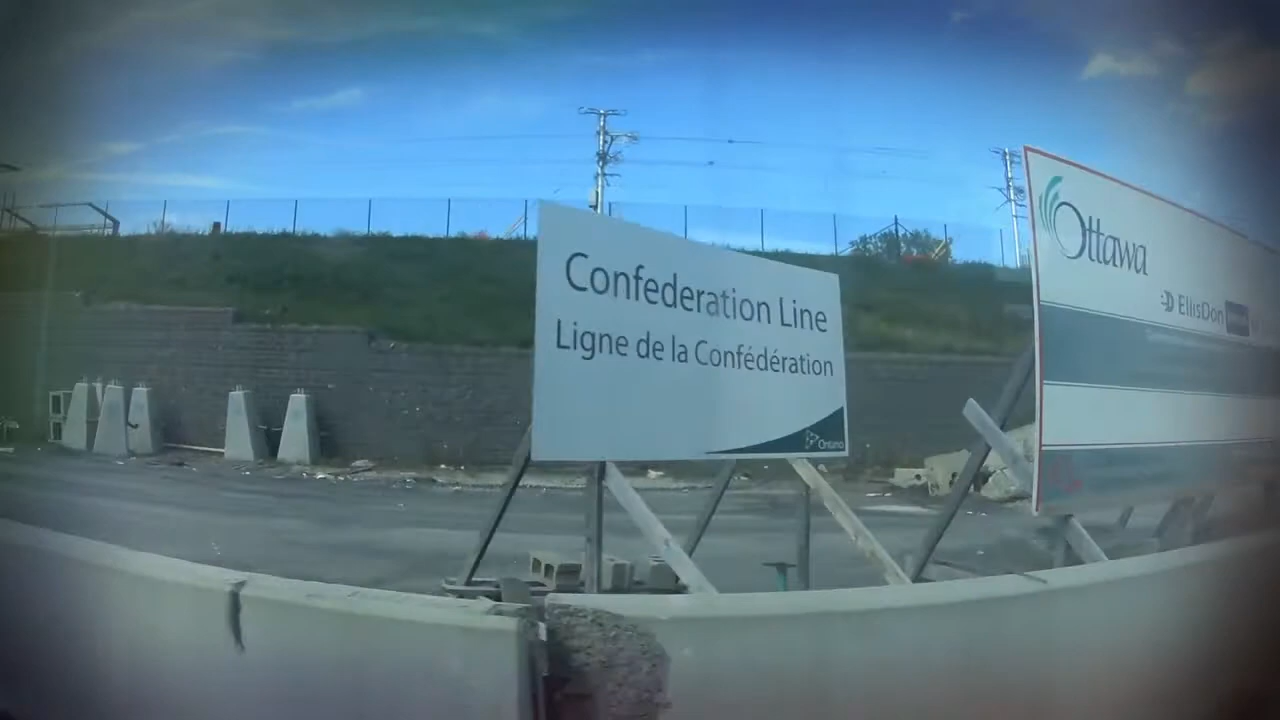 Confederation Line
Ligne de la Confédération
Ontario
Ottawa
EllisDon